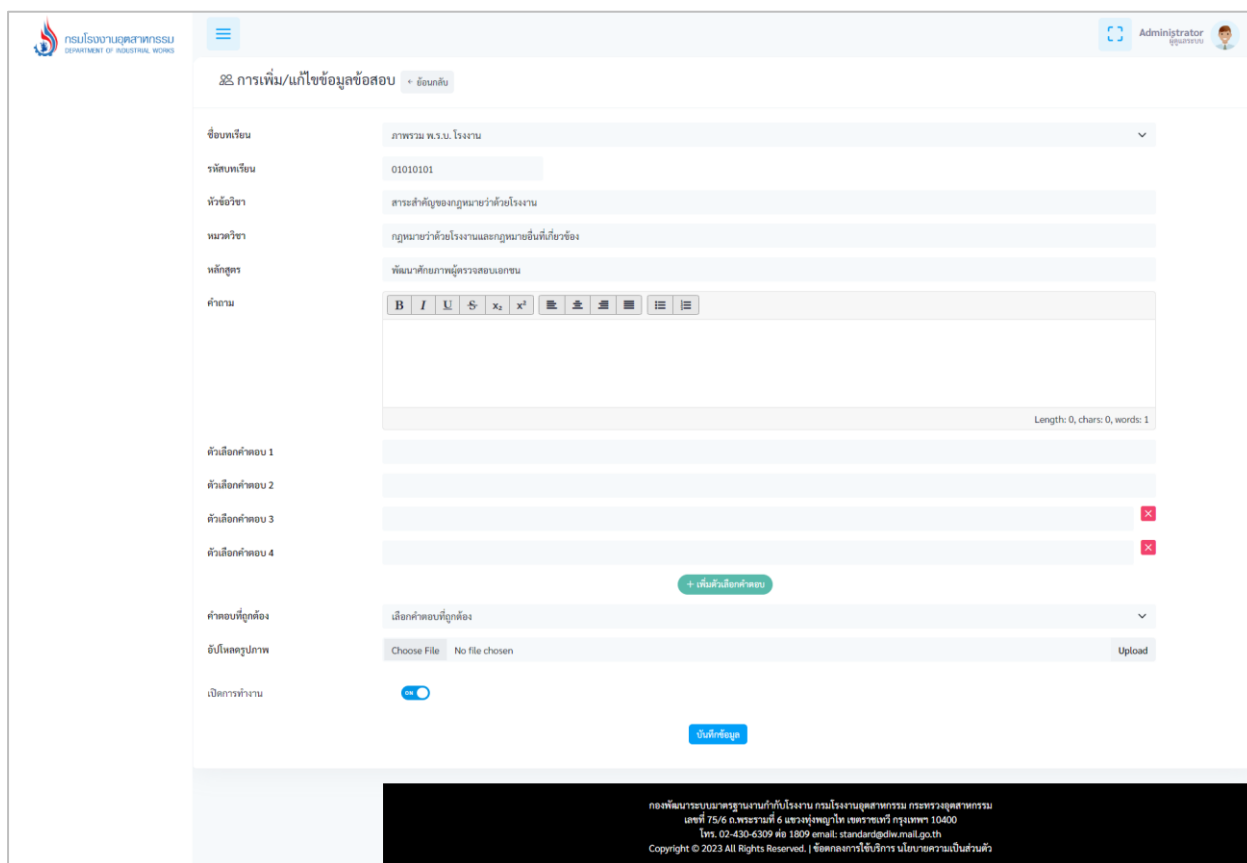 กรมโรงงานอุตสาหกรรม
DEPARTMENT OF INDUSTRIAL WORKS
Administrator
ผู้ดูแลระบบ
การเพิ่ม/แก้ไขข้อมูลข้อสอบ ย้อนกลับ
ชื่อบทเรียน ภาพรวม พ.ร.บ. โรงงาน
รหัสบทเรียน 01010101
หัวข้อวิชา สาระสำคัญของกฎหมายว่าด้วยโรงงาน
หมวดวิชา กฎหมายว่าด้วยโรงงานและกฎหมายอื่นที่เกี่ยวข้อง
หลักสูตร พัฒนาศักยภาพผู้ตรวจสอบเอกชน
คำถาม B I U S x₂ x²
Length: 0, chars: 0, words: 1
ตัวเลือกคำตอบ 1
ตัวเลือกคำตอบ 2
ตัวเลือกคำตอบ 3
ตัวเลือกคำตอบ 4
+ เพิ่มตัวเลือกคำตอบ
คำตอบที่ถูกต้อง เลือกคำตอบที่ถูกต้อง
อัปโหลดรูปภาพ Choose File No file chosen Upload
เปิดการทำงาน ON
บันทึกข้อมูล
กองพัฒนาระบบมาตรฐานงานกำกับโรงงาน กรมโรงงานอุตสาหกรรม กระทรวงอุตสาหกรรม
เลขที่ 75/6 ถ.พระรามที่ 6 แขวงทุ่งพญาไท เขตราชเทวี กรุงเทพฯ 10400
โทร. 02-430-6309 ต่อ 1809 email: standard@diw.mail.go.th
Copyright © 2023 All Rights Reserved. | ข้อตกลงการใช้บริการ นโยบายความเป็นส่วนตัว